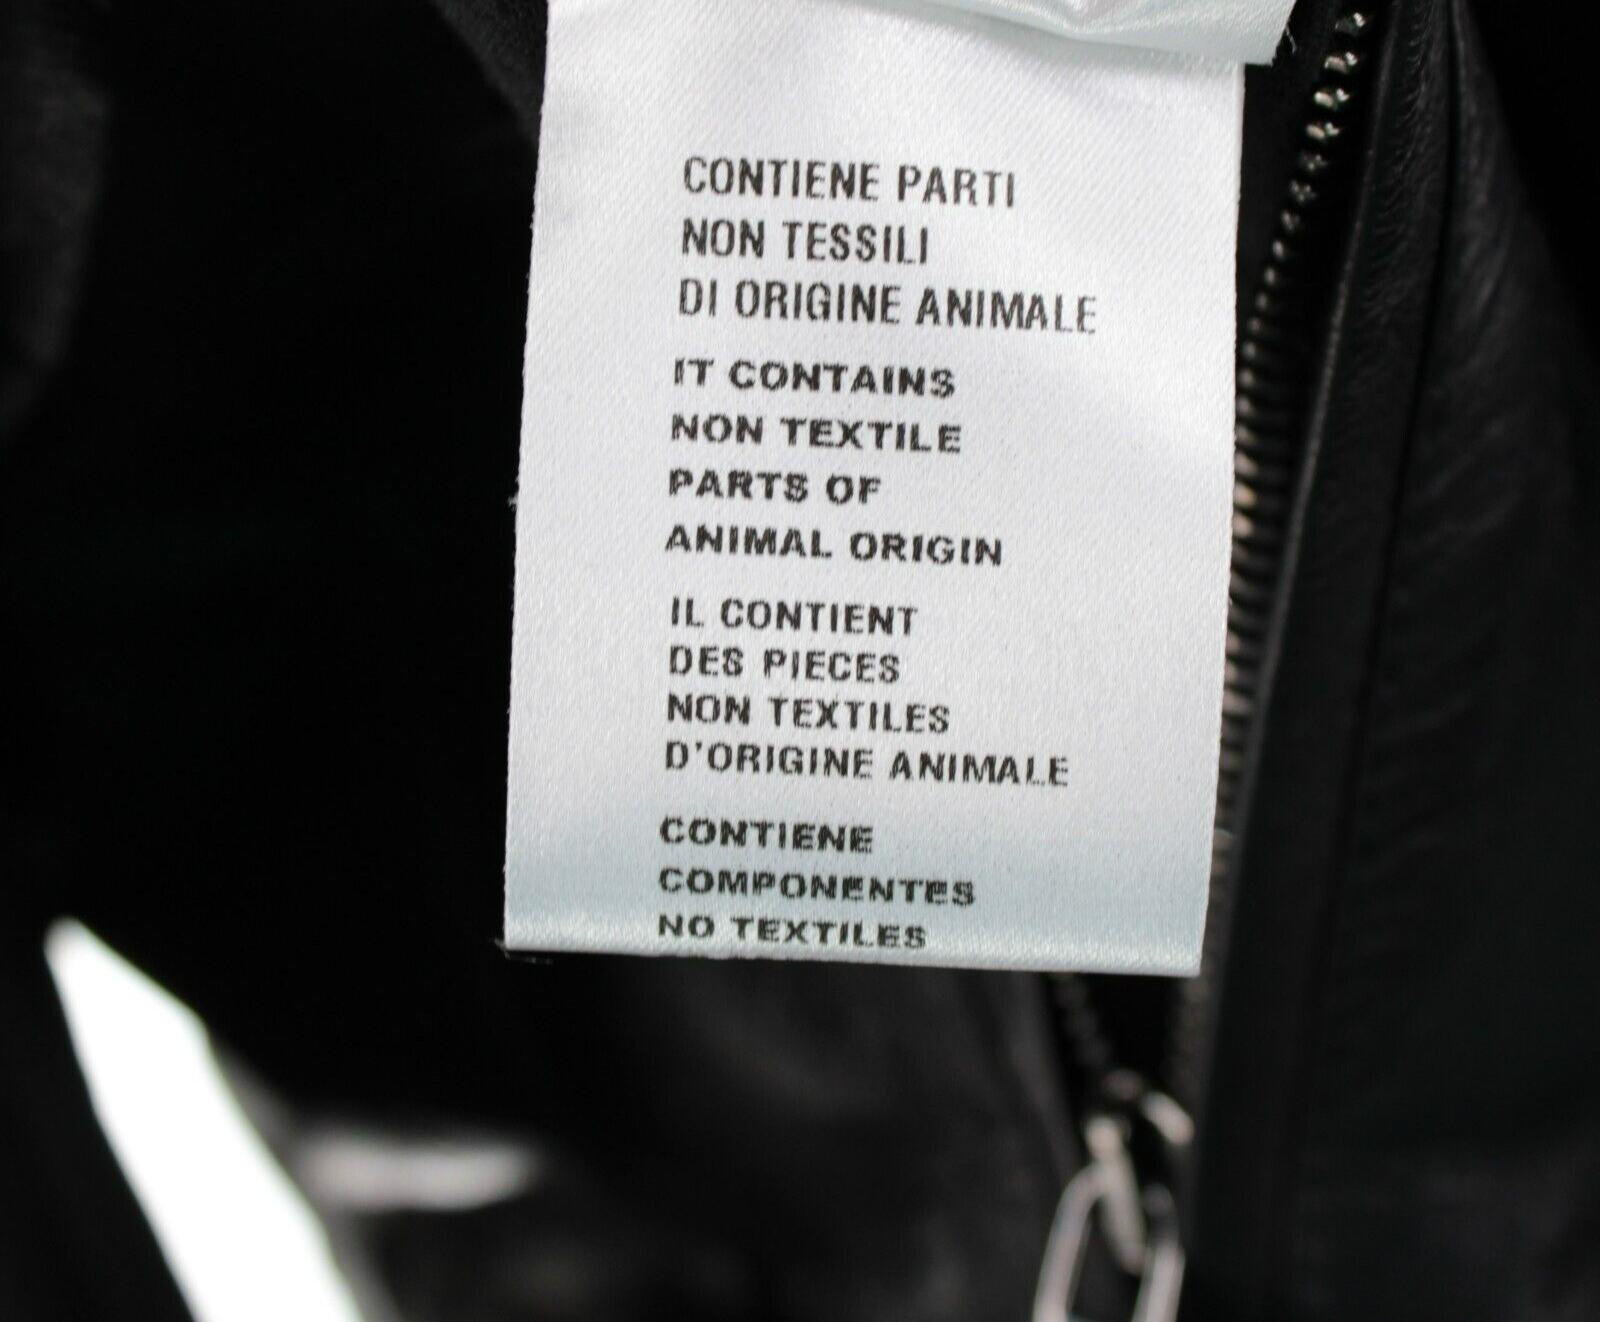 CONTIENE PARTI
NON TESSILI
DI ORIGINE ANIMALE
IT CONTAINS
NON TEXTILE
PARTS OF
ANIMAL ORIGIN
IL CONTIENT
DES PIECES
NON TEXTILES
D'ORIGINE ANIMALE
CONTIENE
COMPONENTES
NO TEXTILES